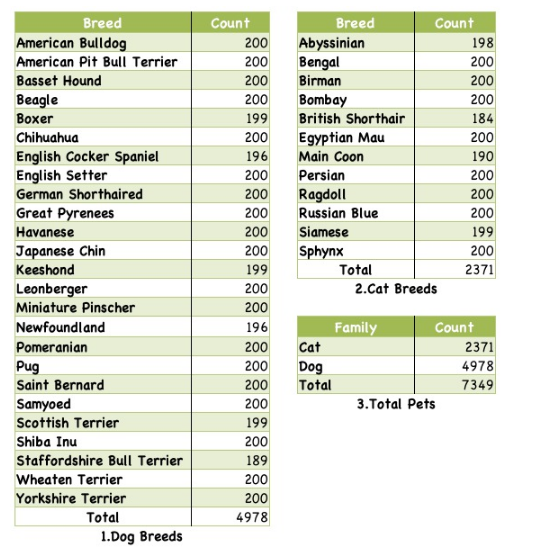 Breed Count
American Bulldog 200
American Pit Bull Terrier 200
Basset Hound 200
Beagle 200
Boxer 199
Chihuahua 200
English Cocker Spaniel 196
English Setter 200
German Shorthaired 200
Great Pyrenees 200
Havanese 200
Japanese Chin 200
Keeshond 199
Leonberger 200
Miniature Pinscher 200
Newfoundland 196
Pomeranian 200
Pug 200
Saint Bernard 200
Samyoed 200
Scottish Terrier 199
Shiba Inu 200
Staffordshire Bull Terrier 189
Wheaten Terrier 200
Yorkshire Terrier 200
Total 4978
1.Dog Breeds
Breed Count
Abyssinian 198
Bengal 200
Birman 200
Bombay 200
British Shorthair 184
Egyptian Mau 200
Main Coon 190
Persian 200
Ragdoll 200
Russian Blue 200
Siamese 199
Sphynx 200
Total 2371
2.Cat Breeds
Family Count
Cat 2371
Dog 4978
Total 7349
3.Total Pets